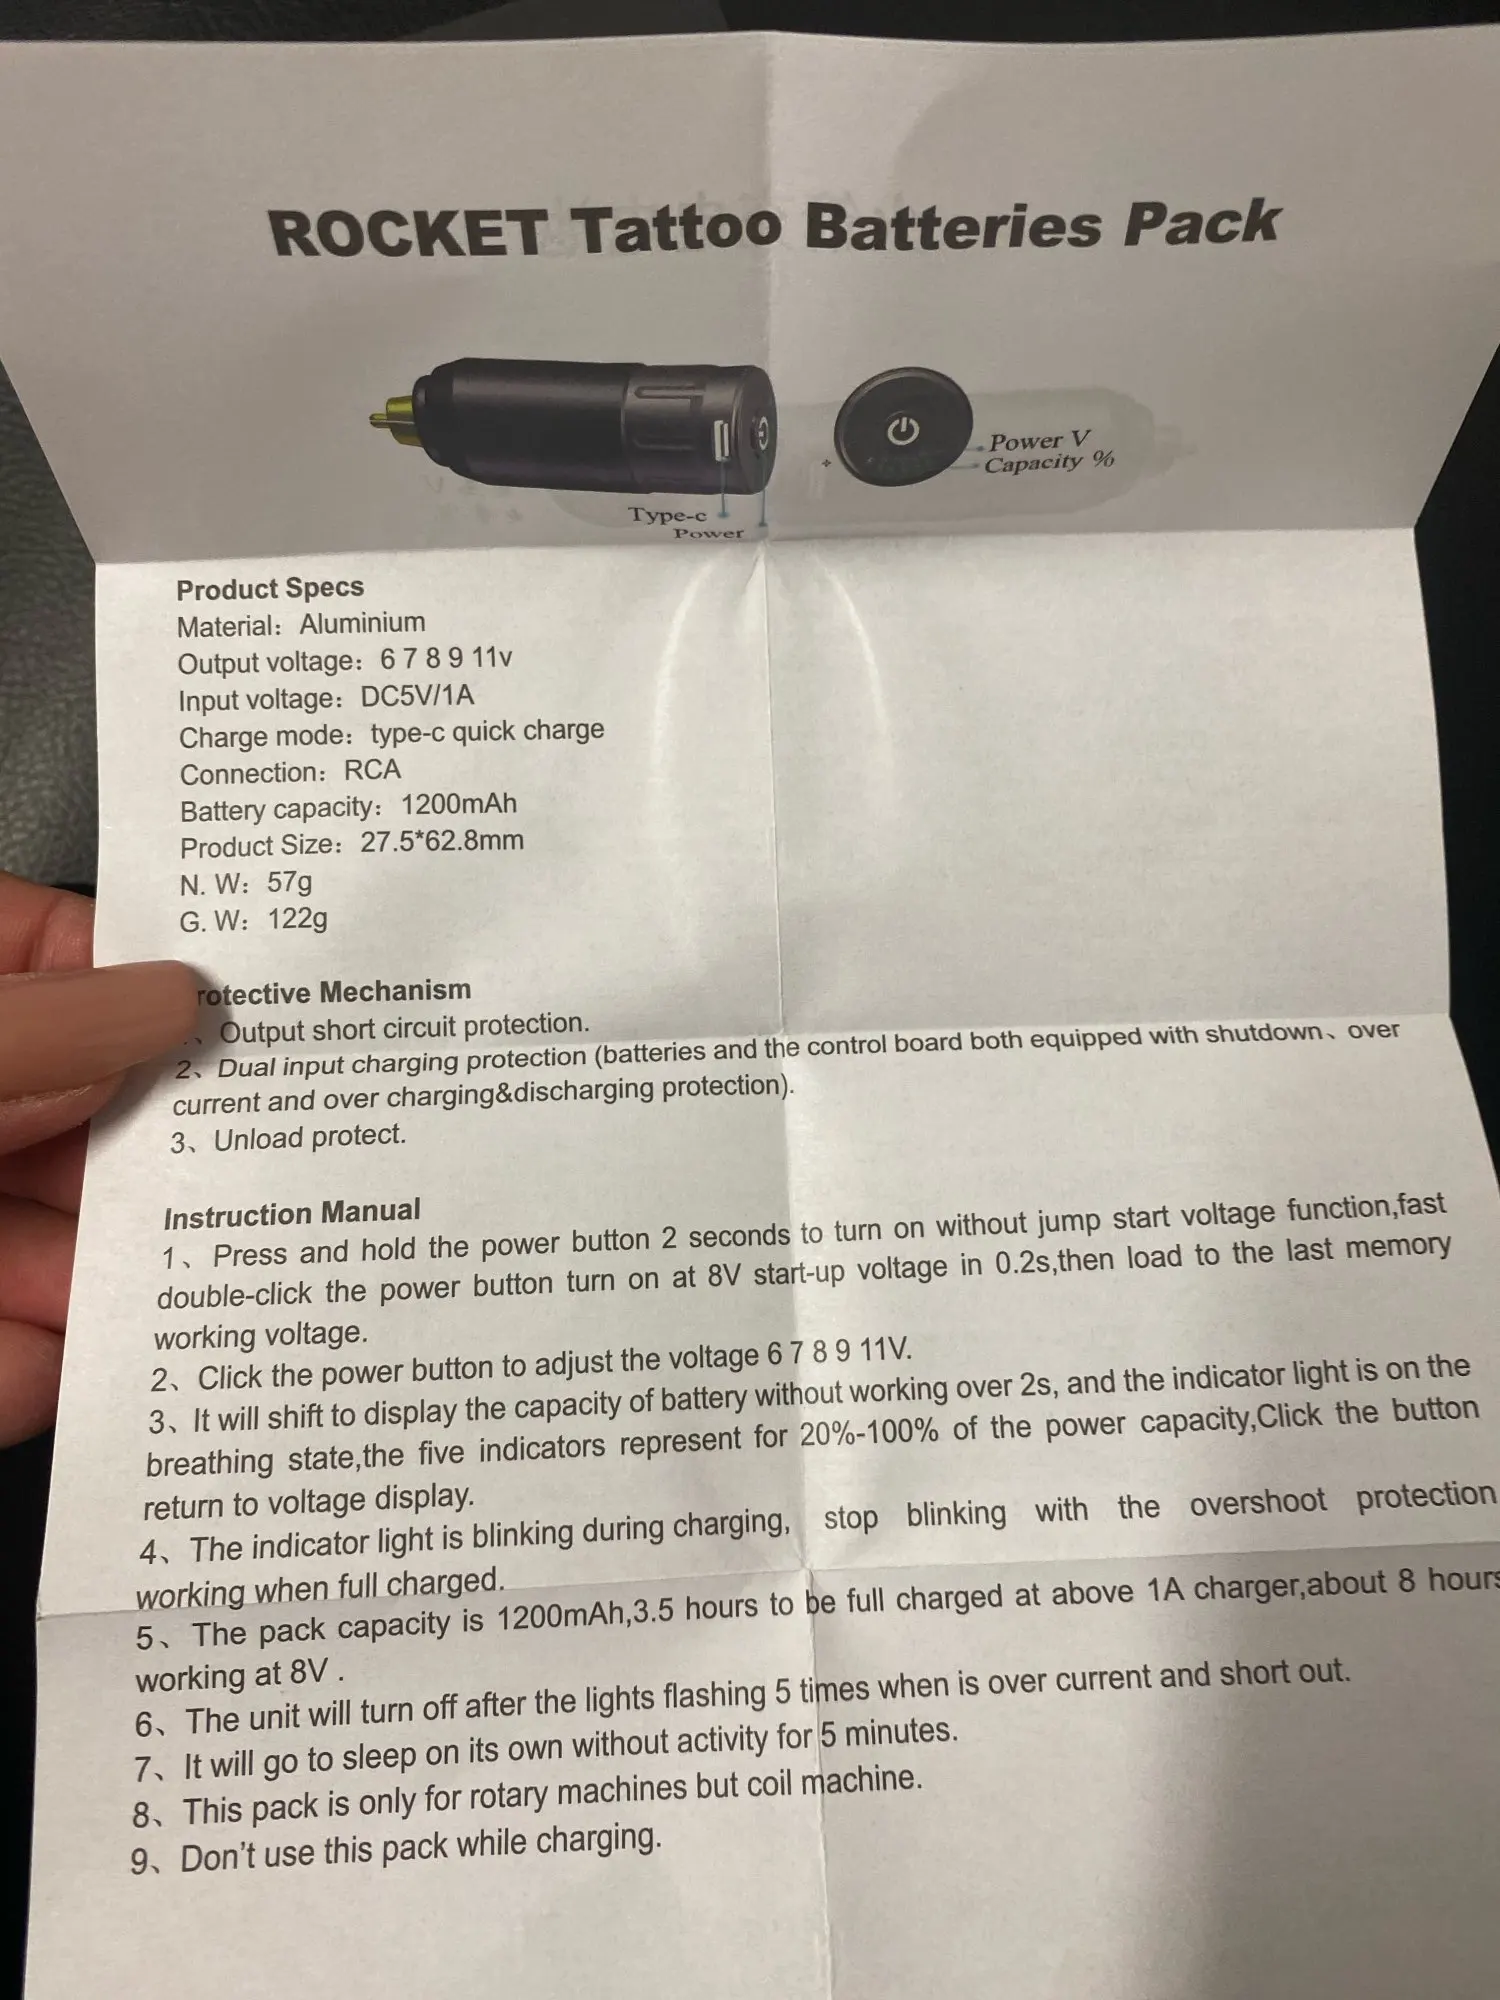 ROCKET Tattoo Batteries Pack
Power V
Capacity %
Type-c
Power
Product Specs
Material：Aluminium
Output voltage：6 7 8 9 11v
Input voltage：DC5V/1A
Charge mode：type-c quick charge
Connection：RCA
Battery capacity：1200mAh
Product Size：27.5*62.8mm
N. W：57g
G. W：122g
rotective Mechanism
、Output short circuit protection.
2、Dual input charging protection (batteries and the control board both equipped with shutdown、over
current and over charging&discharging protection).
3、Unload protect.
Instruction Manual
1、Press and hold the power button 2 seconds to turn on without jump start voltage function,fast
double-click the power button turn on at 8V start-up voltage in 0.2s,then load to the last memory
working voltage.
2、Click the power button to adjust the voltage 6 7 8 9 11V.
3、It will shift to display the capacity of battery without working over 2s, and the indicator light is on the
breathing state,the five indicators represent for 20%-100% of the power capacity,Click the button
return to voltage display.
4、The indicator light is blinking during charging, stop blinking with the overshoot protection
working when full charged.
5、The pack capacity is 1200mAh,3.5 hours to be full charged at above 1A charger,about 8 hours
working at 8V .
6、The unit will turn off after the lights flashing 5 times when is over current and short out.
7、It will go to sleep on its own without activity for 5 minutes.
8、This pack is only for rotary machines but coil machine.
9、Don't use this pack while charging.